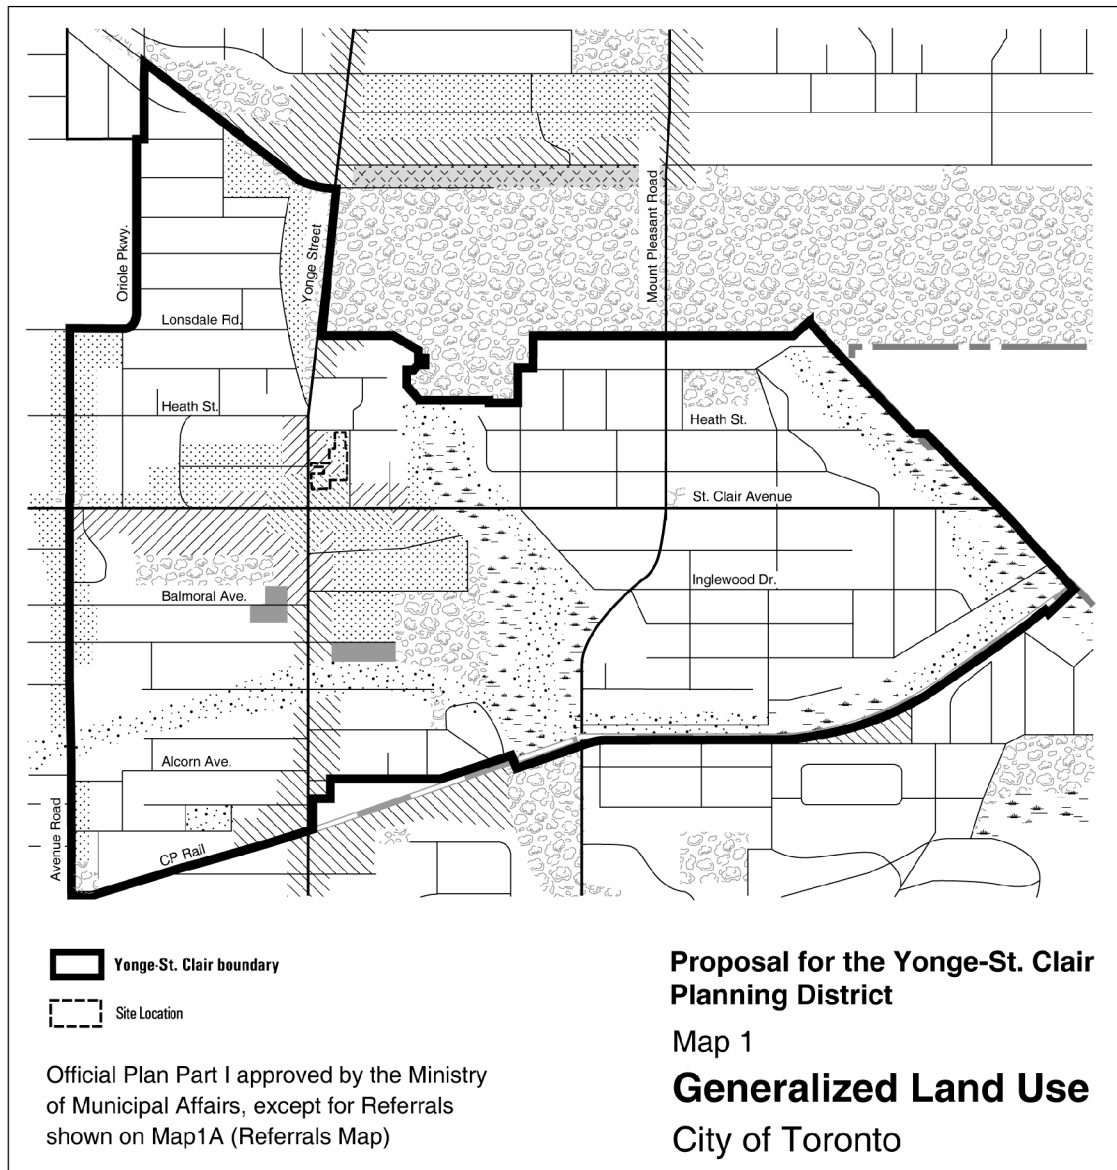 Oriole Pkwy.
Yonge Street
Mount Pleasant Road
Lonsdale Rd.
Heath St.
Heath St.
St. Clair Avenue
Inglewood Dr.
Balmoral Ave.
Alcorn Ave.
Avenue Road
CP Rail
Yonge-St. Clair boundary
Site Location
Official Plan Part I approved by the Ministry
of Municipal Affairs, except for Referrals
shown on Map1A (Referrals Map)
Proposal for the Yonge-St. Clair
Planning District
Map 1
Generalized Land Use
City of Toronto